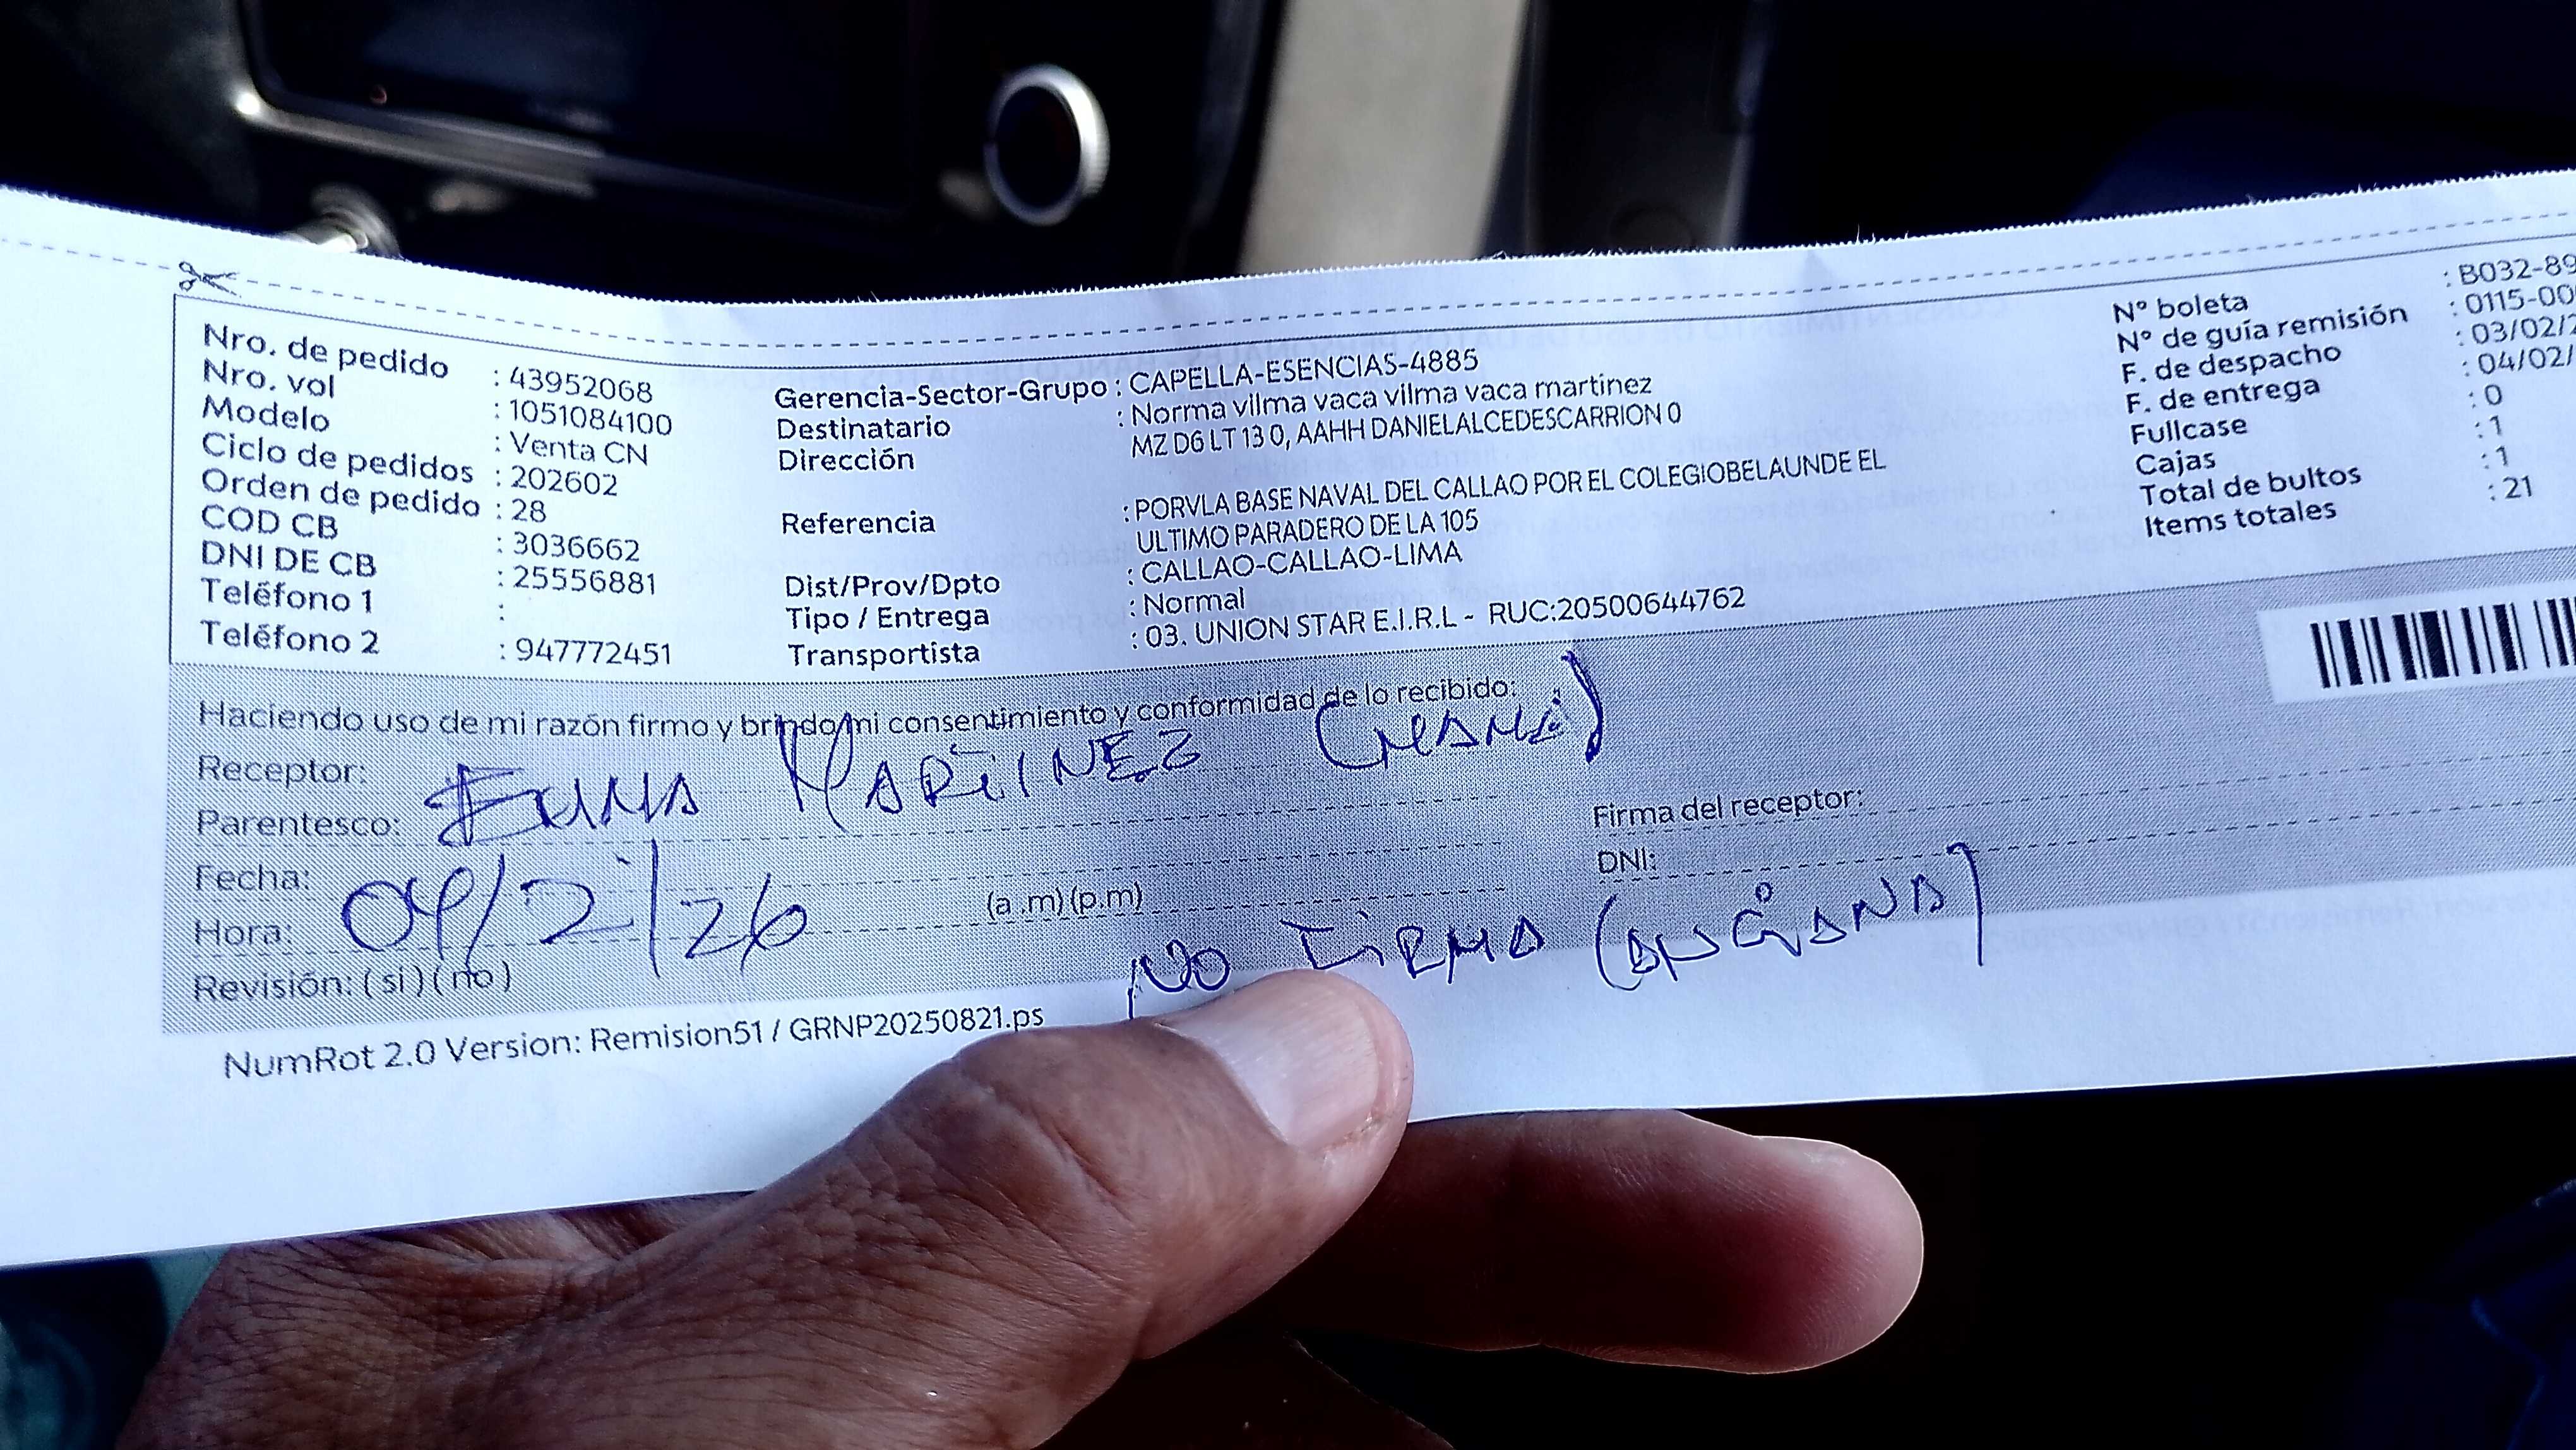 Nro. de pedido : 43952068
Nro. vol : 1051084100
Modelo : Venta CN
Ciclo de pedidos : 202602
Orden de pedido : 28
COD CB : 3036662
DNI DE CB : 25556881
Teléfono 1 :
Teléfono 2 : 947772451
Gerencia-Sector-Grupo : CAPELLA-ESENCIAS-4885
Destinatario : Norma vilma vaca vilma vaca martinez
Dirección MZ D6 LT 13 0, AAHH DANIELALCEDESCARRION 0
Referencia : PORVLA BASE NAVAL DEL CALLAO POR EL COLEGIOBELAUNDE EL
ULTIMO PARADERO DE LA 105
Dist/Prov/Dpto : CALLAO-CALLAO-LIMA
Tipo / Entrega : Normal
Transportista : 03. UNION STAR E.I.R.L - RUC:20500644762
N° boleta : B032-89
N° de guía remisión : 0115-00
F. de despacho : 03/02/2
F. de entrega : 04/02/
Fullcase : 0
Cajas : 1
Total de bultos : 1
Items totales : 21
Haciendo uso de mi razón firmo y brindo mi consentimiento y conformidad de lo recibido:
Receptor: MARTINEZ (MAMÁ)
Parentesco:
Fecha: 04/2/26
Hora: (a .m) (p.m)
Revisión: ( si ) ( no )
Firma del receptor:
DNI:
NO FIRMA (ANCIANA)
NumRot 2.0 Version: Remision51 / GRNP20250821.ps